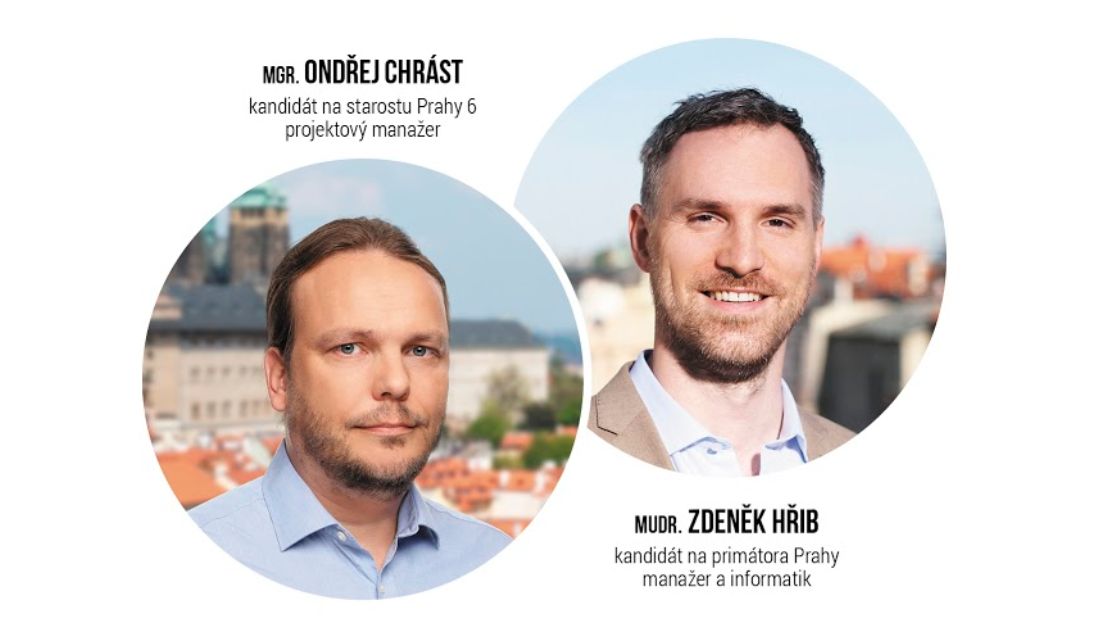 MGR. ONDŘEJ CHRÁST
kandidát na starostu Prahy 6
projektový manažer
MUDR. ZDENĚK HŘIB
kandidát na primátora Prahy
manažer a informatik